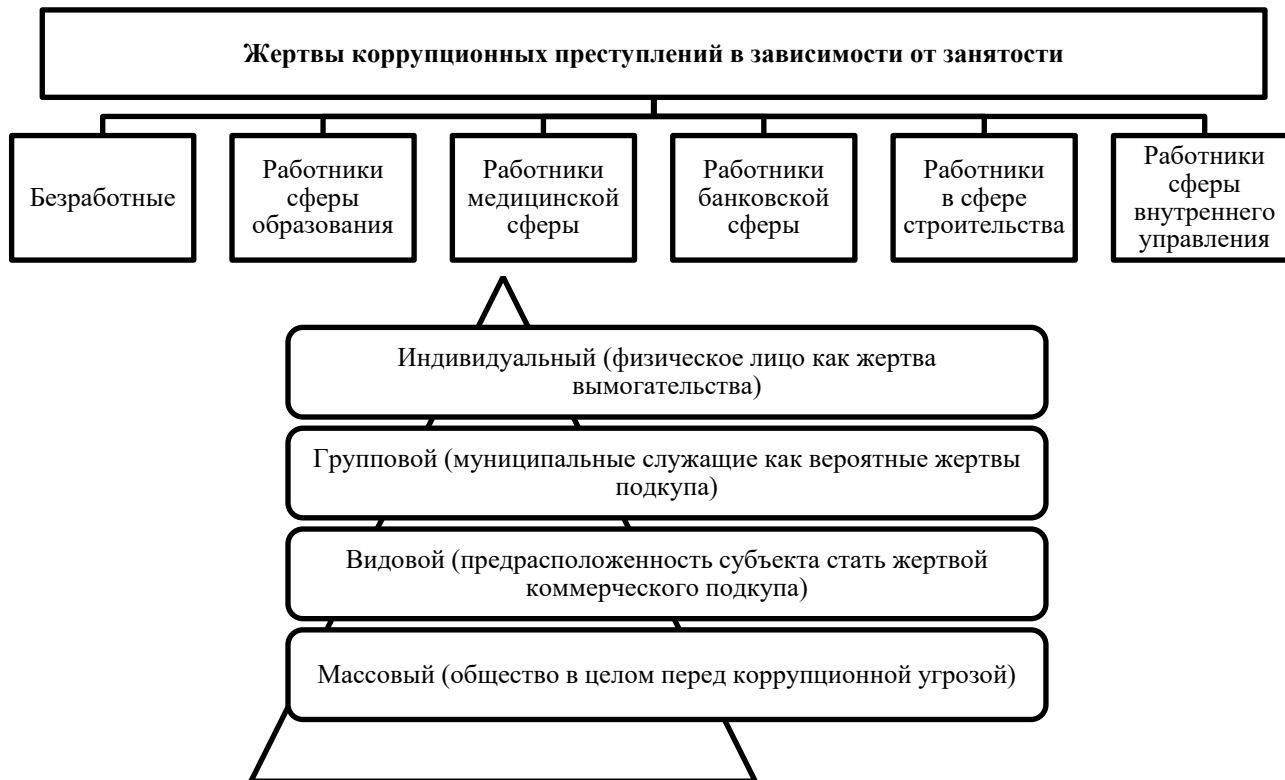 Жертвы коррупционных преступлений в зависимости от занятости
Безработные
Работники
сферы
образования
Работники
медицинской
сферы
Работники
банковской
сферы
Работники
в сфере
строительства
Работники
сферы
внутреннего
управления
Индивидуальный (физическое лицо как жертва
вымогательства)
Групповой (муниципальные служащие как вероятные жертвы
подкупа)
Видовой (предрасположенность субъекта стать жертвой
коммерческого подкупа)
Массовый (общество в целом перед коррупционной угрозой)